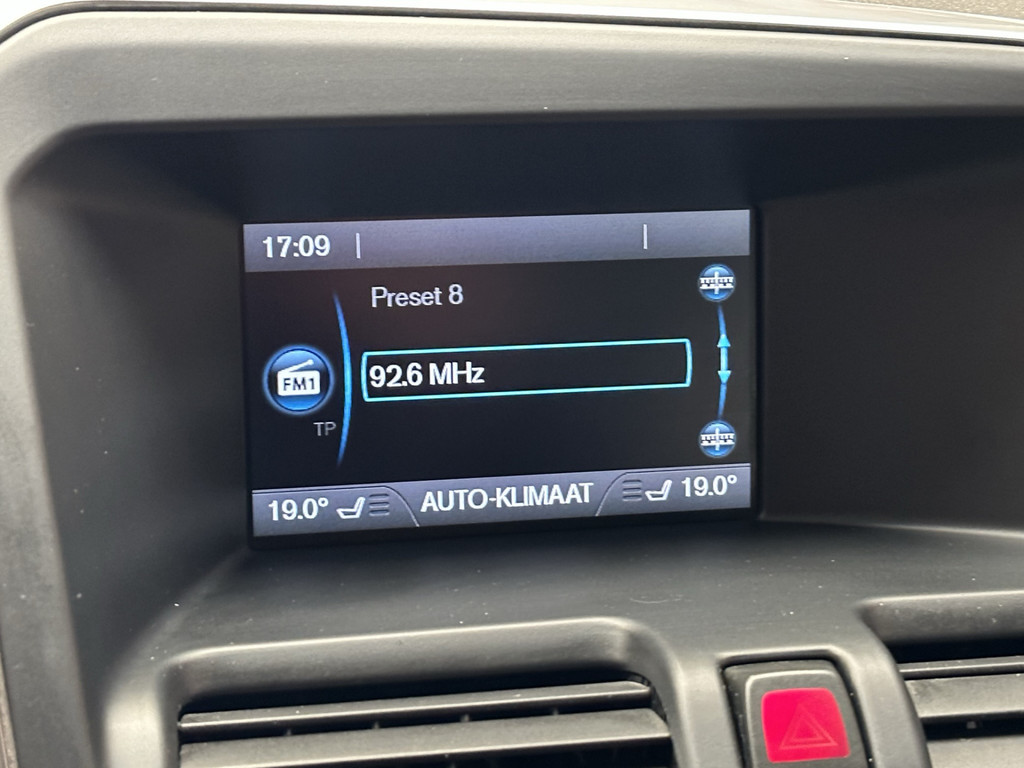 17:09
Preset 8
FM1
92.6 MHz
TP
19.0° AUTO-KLIMAAT 19.0°